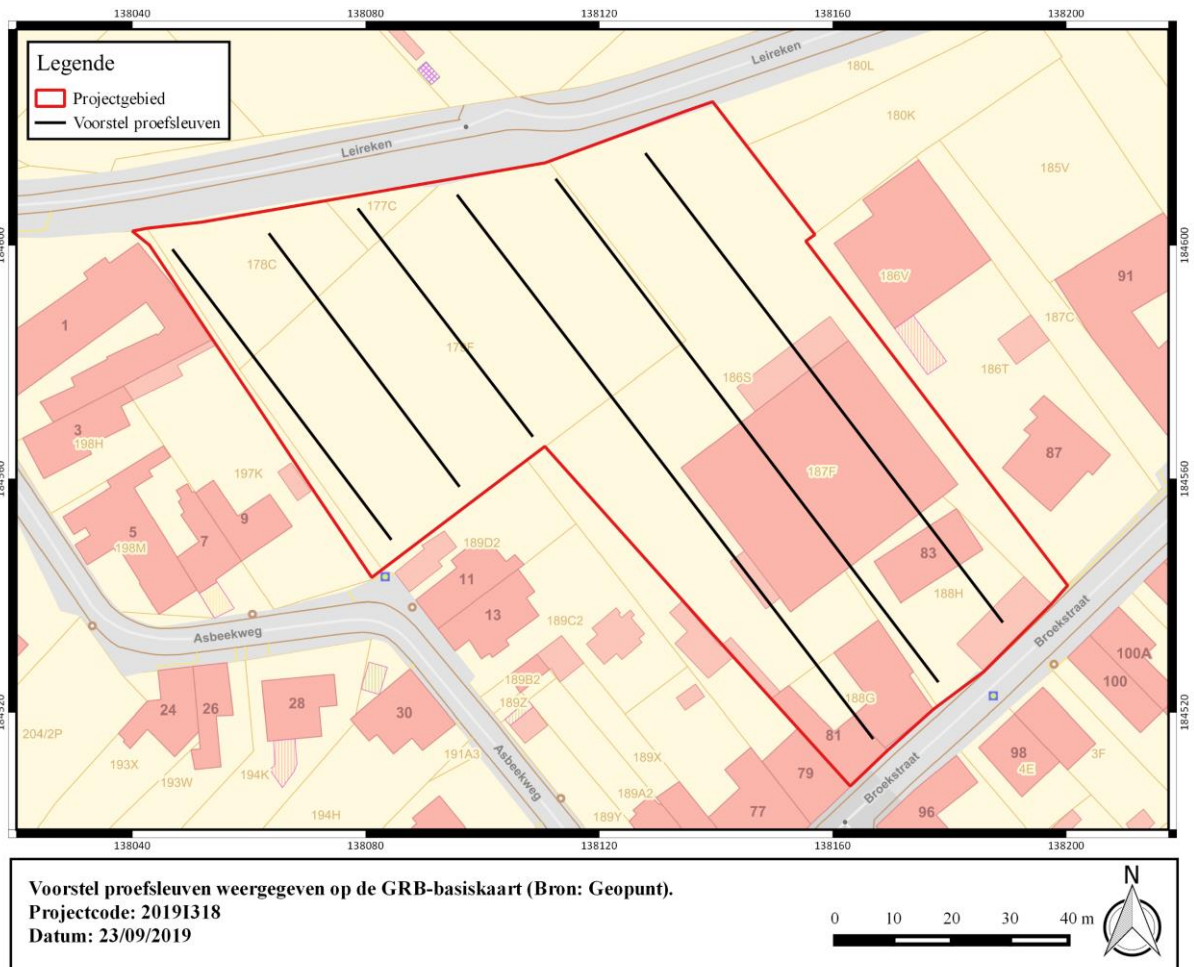 138040
138080
138120
138160
138200
Legende
Projectgebied
Voorstel proefsleuven
Leireken
180L
180K
Leireken
185V
177C
184600
184600
178C
186V
91
187C
1
186S
186T
3
198H
87
197K
187F
184560
184560
9
5
7
198M
189D2
83
11
188H
13
189C2
Asbeekweg
Broekstraat
100A
100
189B2
188G
184520
184520
24
26
28
30
189Z
81
204/2P
193X
193W
194K
191A3
Asbeekweg
189X
79
98
4E
3F
Broekstraat
194H
189A2
189Y
77
96
138040
138080
138120
138160
138200
Voorstel proefsleuven weergegeven op de GRB-basiskaart (Bron: Geopunt).
Projectcode: 2019I318
Datum: 23/09/2019
0 10 20 30 40 m
N